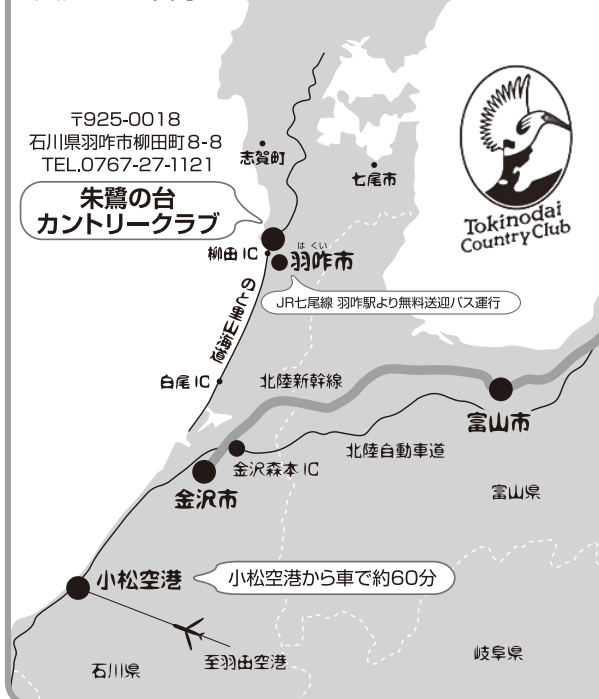 〒925-0018
石川県羽咋市柳田町8-8
TEL.0767-27-1121
朱鷺の台
カントリークラブ
志賀町
七尾市
Tokinodai
Country Club
柳田 IC
はくい
羽咋市
JR七尾線 羽咋駅より無料送迎バス運行
のと里山海道
白尾 IC
北陸新幹線
富山市
北陸自動車道
金沢森本 IC
金沢市
富山県
小松空港
小松空港から車で約60分
至羽田空港
石川県
岐阜県